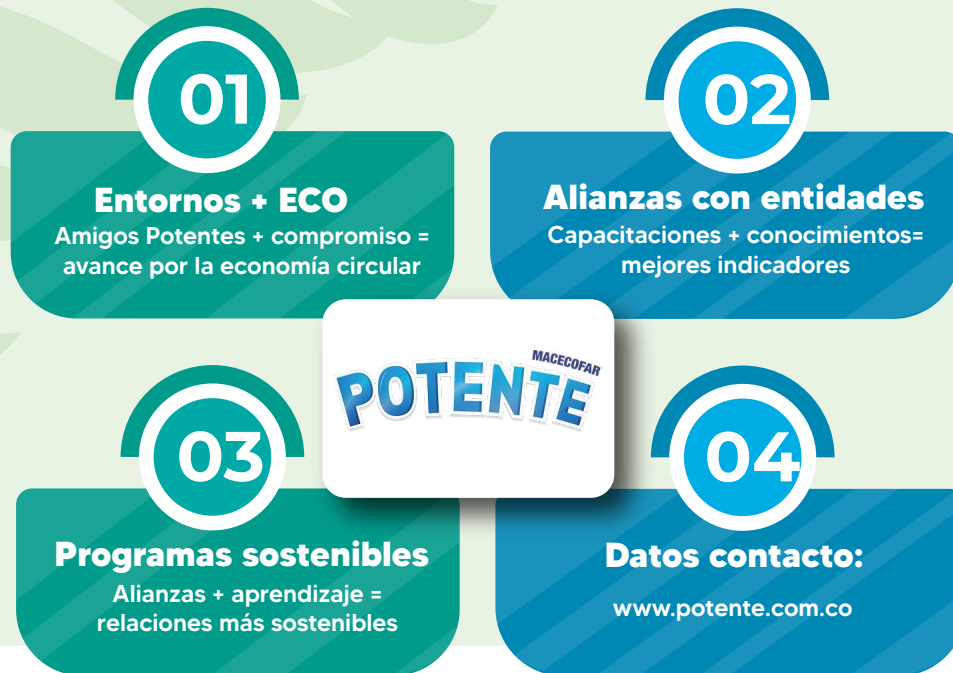 01
Entornos + ECO
Amigos Potentes + compromiso =
avance por la economía circular
02
Alianzas con entidades
Capacitaciones + conocimientos=
mejores indicadores
MACECOFAR
POTENTE
03
Programas sostenibles
Alianzas + aprendizaje =
relaciones más sostenibles
04
Datos contacto:
www.potente.com.co